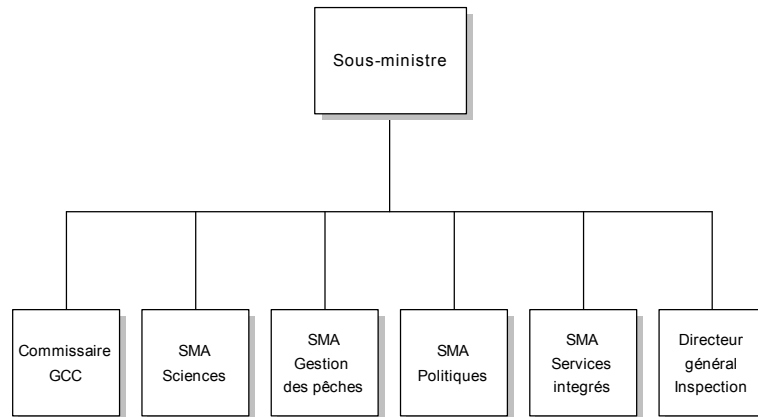 Sous-ministre
Commissaire
GCC
SMA
Sciences
SMA
Gestion
des pêches
SMA
Politiques
SMA
Services
integrés
Directeur
général
Inspection